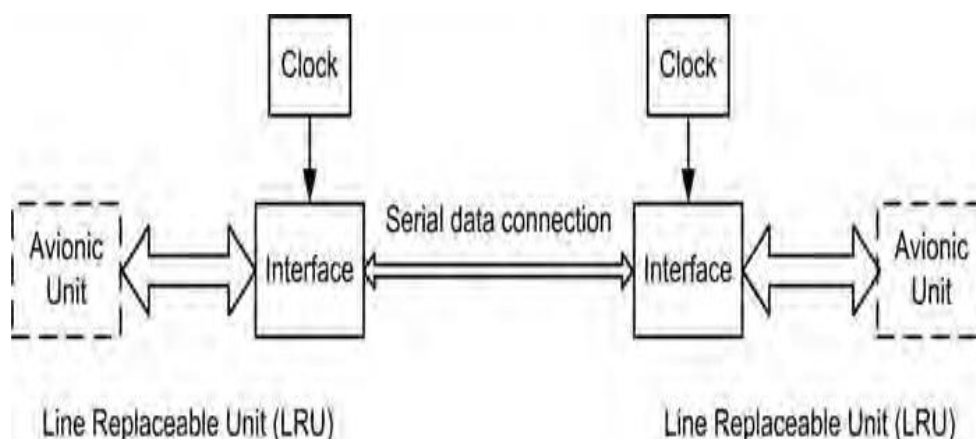 Clock
Clock
Serial data connection
Avionic
Unit
Interface
Interface
Avionic
Unit
Line Replaceable Unit (LRU)
Line Replaceable Unit (LRU)